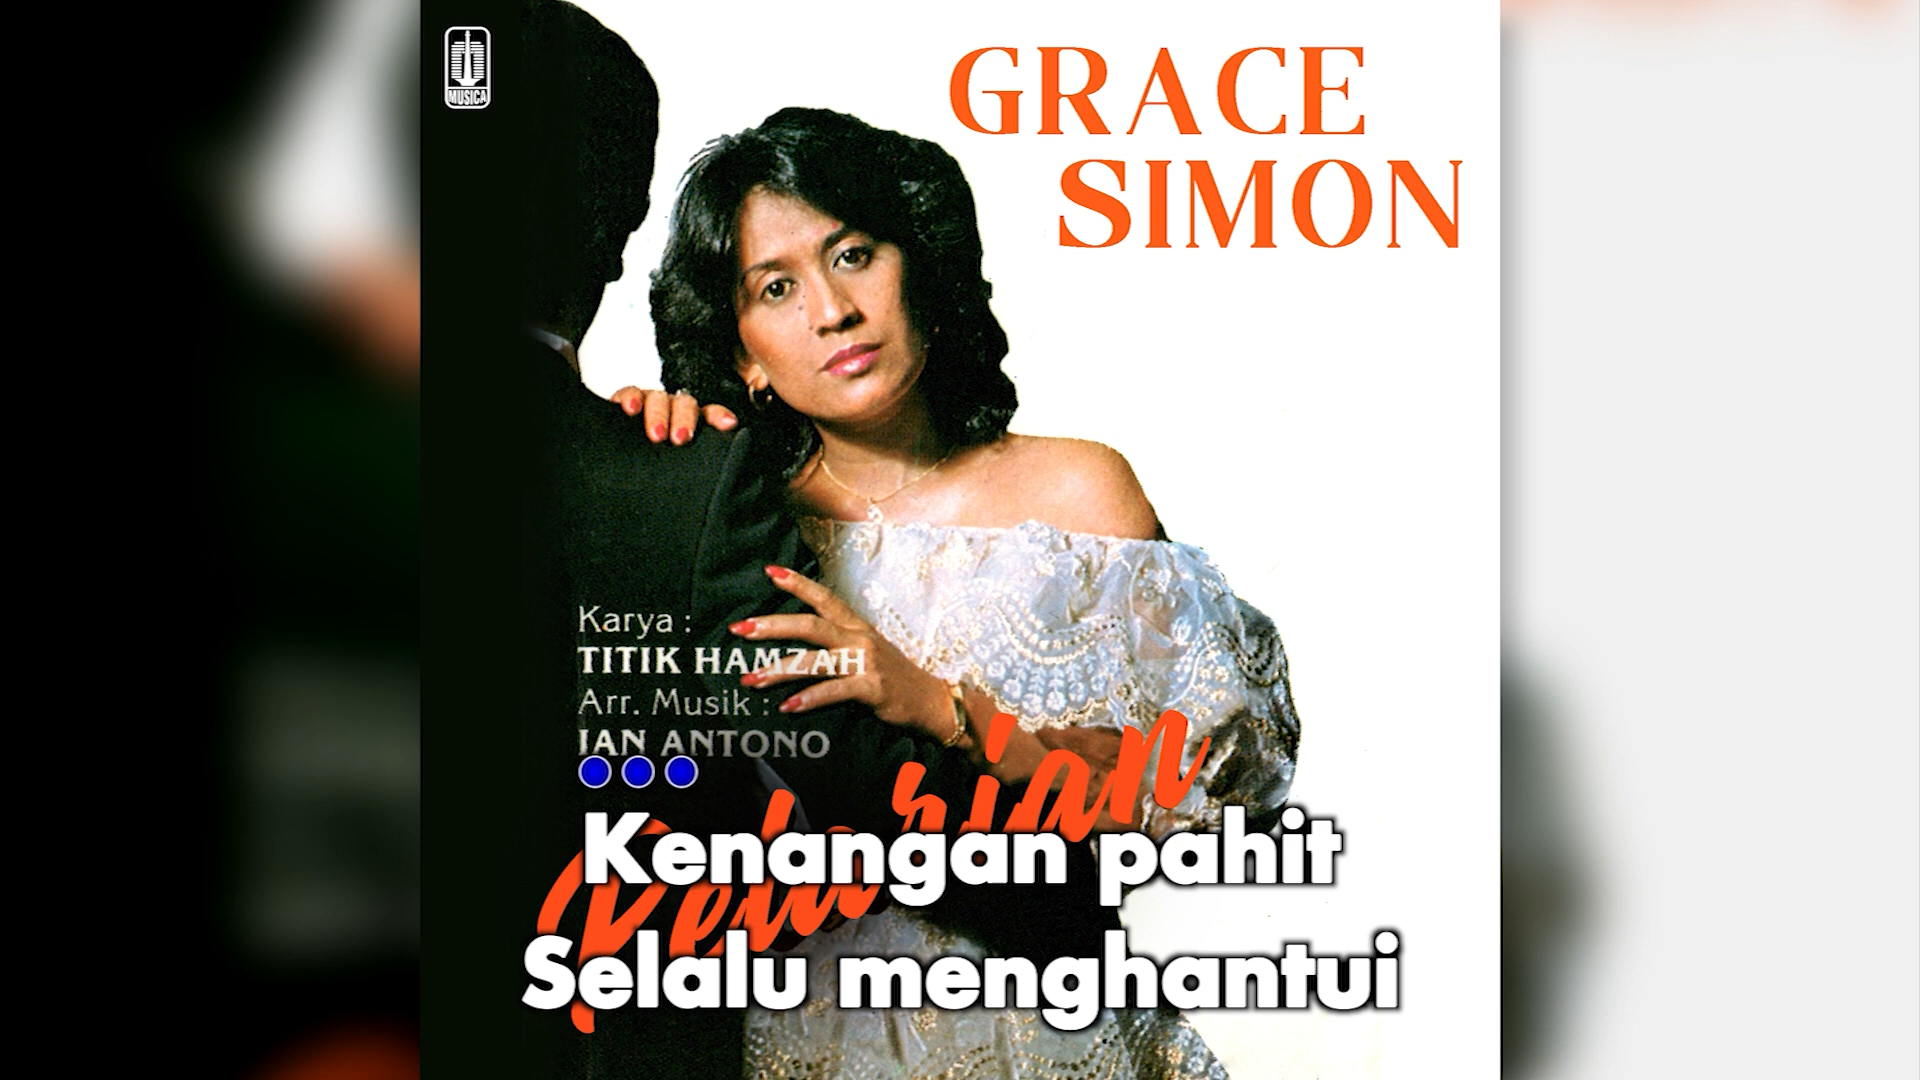 MUSICA
GRACE
SIMON
Karya :
TITIK HAMZAH
Arr. Musik :
IAN ANTONO
Pelarian
Kenangan pahit
Selalu menghantui